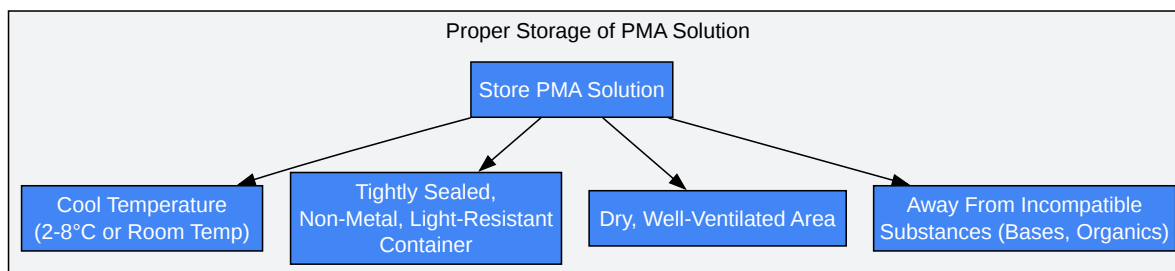 Proper Storage of PMA Solution
Store PMA Solution
Cool Temperature
(2-8°C or Room Temp)
Tightly Sealed,
Non-Metal, Light-Resistant
Container
Dry, Well-Ventilated Area
Away From Incompatible
Substances (Bases, Organics)